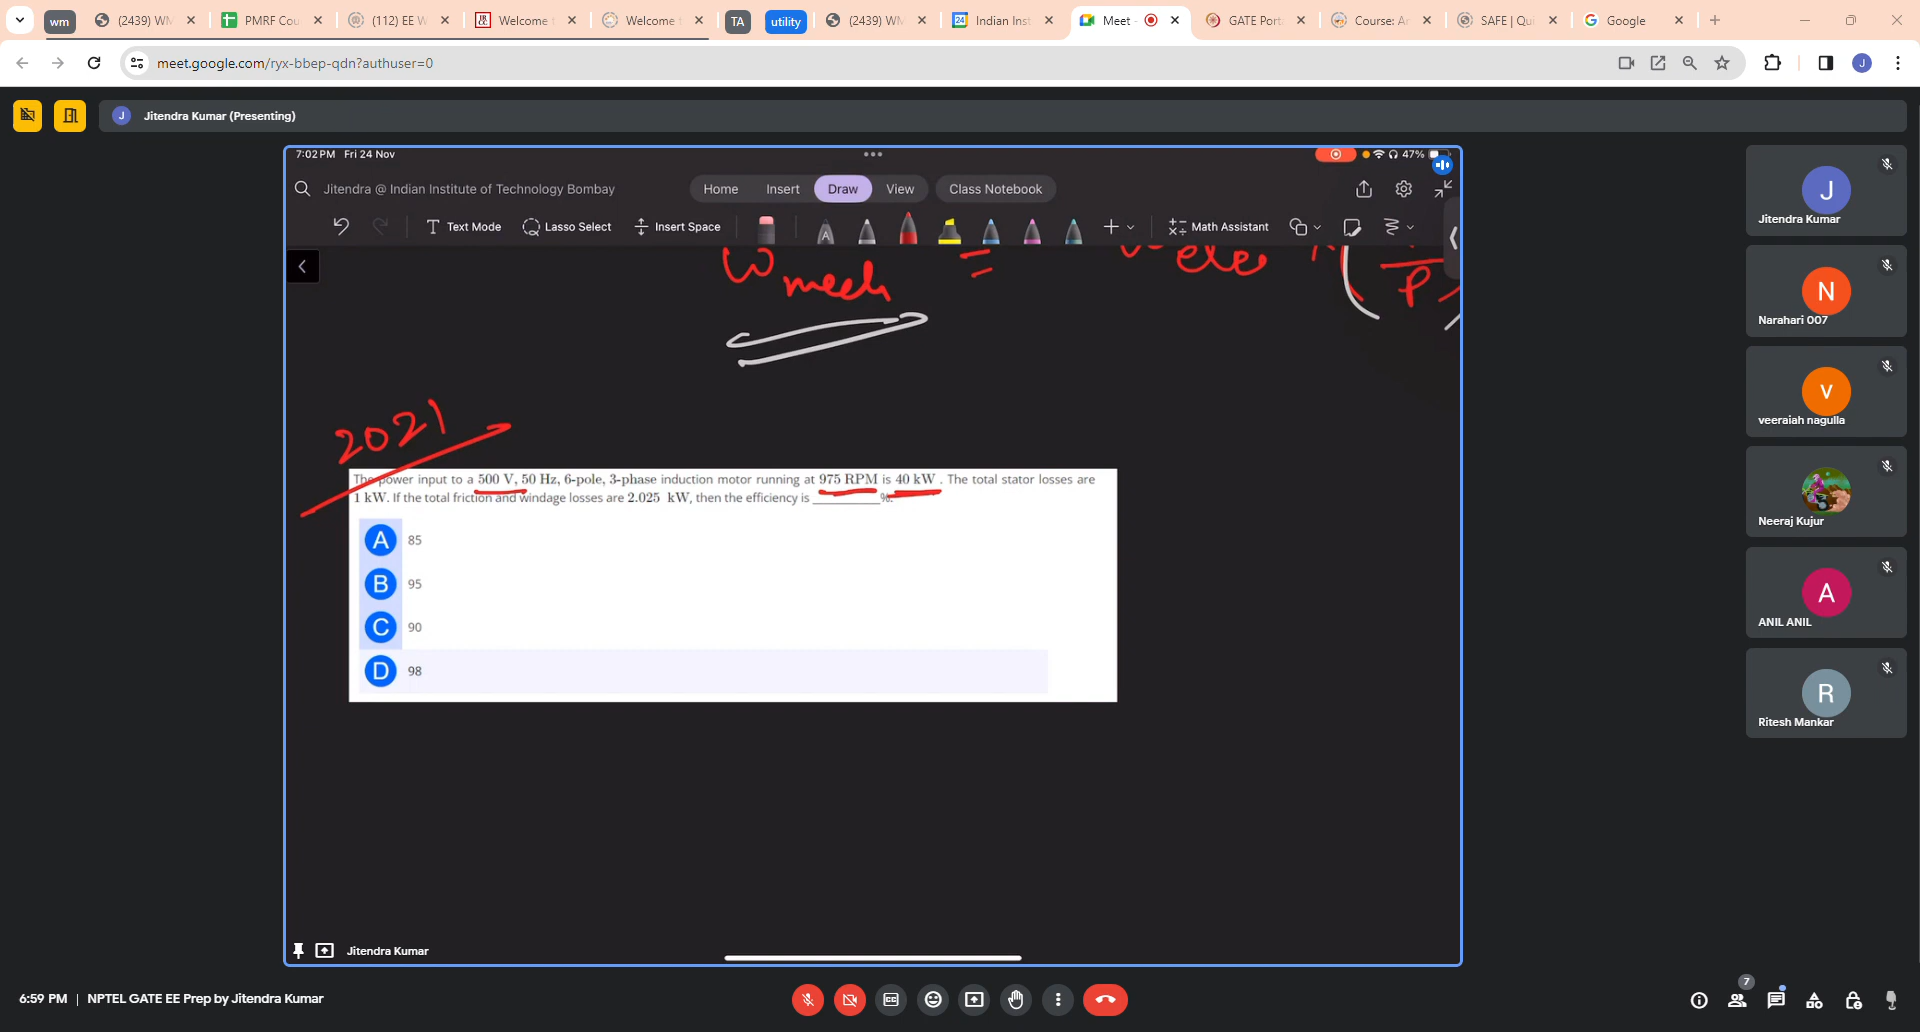 wm
(2439) WM
PMRF Cou
(112) EE W
Welcome t
Welcome t
TA
utility
(2439) WM
Indian Inst
Meet -
GATE Port
Course: Ar
SAFE | Qui
Google
meet.google.com/ryx-bbep-qdn?authuser=0
J
Jitendra Kumar (Presenting)
7:02 PM Fri 24 Nov
47%
Jitendra @ Indian Institute of Technology Bombay
Home
Insert
Draw
View
Class Notebook
Text Mode
Lasso Select
Insert Space
Math Assistant
ω mech = ω ele
P
2021
The power input to a 500 V, 50 Hz, 6-pole, 3-phase induction motor running at 975 RPM is 40 kW . The total stator losses are
1 kW. If the total friction and windage losses are 2.025 kW, then the efficiency is __________%.
A 85
B 95
C 90
D 98
Jitendra Kumar
J
Jitendra Kumar
N
Narahari 007
v
veeraiah nagulla
Neeraj Kujur
A
ANIL ANIL
R
Ritesh Mankar
6:59 PM | NPTEL GATE EE Prep by Jitendra Kumar
7